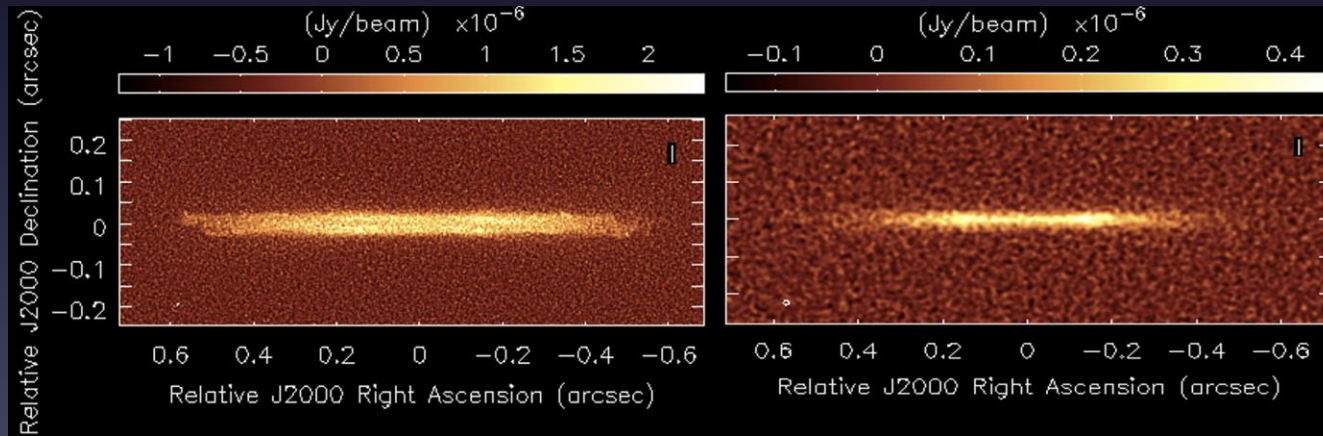 (Jy/beam) ×10⁻⁶
−1 −0.5 0 0.5 1 1.5 2
(Jy/beam) ×10⁻⁶
−0.1 0 0.1 0.2 0.3 0.4
Relative J2000 Declination (arcsec)
0.2
0.1
0
−0.1
−0.2
I
I
0.6 0.4 0.2 0 −0.2 −0.4 −0.6
Relative J2000 Right Ascension (arcsec)
0.6 0.4 0.2 0 −0.2 −0.4 −0.6
Relative J2000 Right Ascension (arcsec)